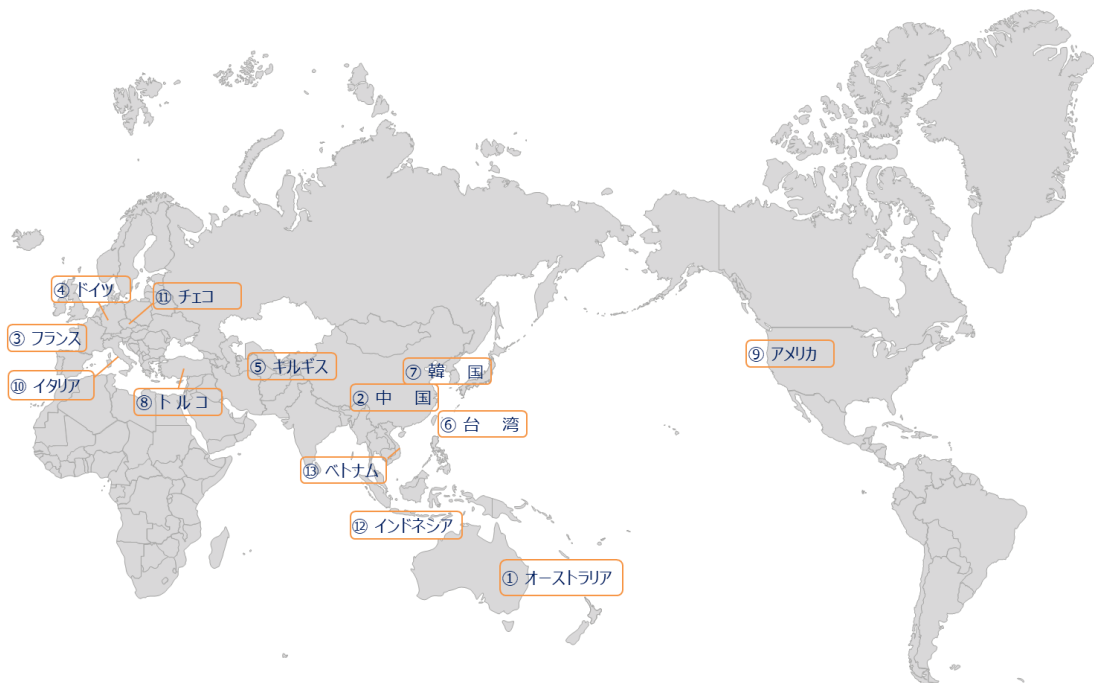 ④ ドイツ
⑪ チェコ
③ フランス
⑩ イタリア
⑧ トルコ
⑤ キルギス
⑦ 韓　国
② 中　国
⑥ 台　湾
⑬ ベトナム
⑫ インドネシア
① オーストラリア
⑨ アメリカ